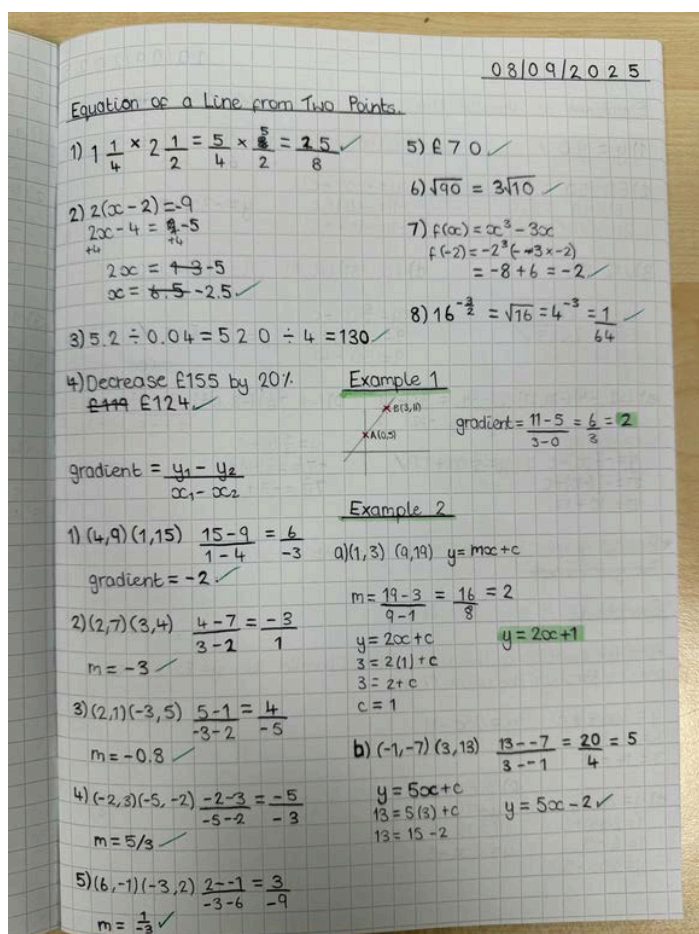 08/09/2025
Equation of a Line from Two Points.
1) 1 1/4 × 2 1/2 = 5/4 × 5/2 = 25/8 ✓
2) 2(x - 2) = -9
2x - 4 = -5
+4 +4
2x = 1 3 -5
x = 6.5 -2.5 ✓
3) 5.2 ÷ 0.04 = 520 ÷ 4 = 130 ✓
4) Decrease £155 by 20%
£119 £124 ✓
5) £70 ✓
6) √90 = 3√10 ✓
7) f(x) = x³ - 3x
f(-2) = -2³ (- -3 × -2)
= -8 + 6 = -2 ✓
8) 16^(-3/2) = √16 = 4⁻³ = 1/64 ✓
gradient = (y₁ - y₂)/(x₁ - x₂)
1) (4,9) (1,15) (15 - 9)/(1 - 4) = 6/-3
gradient = -2 ✓
2) (2,7) (3,4) (4 - 7)/(3 - 2) = -3/1
m = -3 ✓
3) (2,1) (-3,5) (5 - 1)/(-3 - 2) = 4/-5
m = -0.8 ✓
4) (-2,3) (-5,-2) (-2 - 3)/(-5 - 2) = -5/-3
m = 5/3 ✓
5) (6,-1) (-3,2) (2 - -1)/(-3 - 6) = 3/-9
m = 1/-3 ✓
Example 1
B(3,11)
A(0,5)
gradient = (11 - 5)/(3 - 0) = 6/3 = 2
Example 2
a) (1,3) (9,19) y = mx + c
m = (19 - 3)/(9 - 1) = 16/8 = 2
y = 2x + c y = 2x + 1
3 = 2(1) + c
3 = 2 + c
c = 1
b) (-1,-7) (3,13) (13 - -7)/(3 - -1) = 20/4 = 5
y = 5x + c
13 = 5(3) + c y = 5x - 2 ✓
13 = 15 - 2